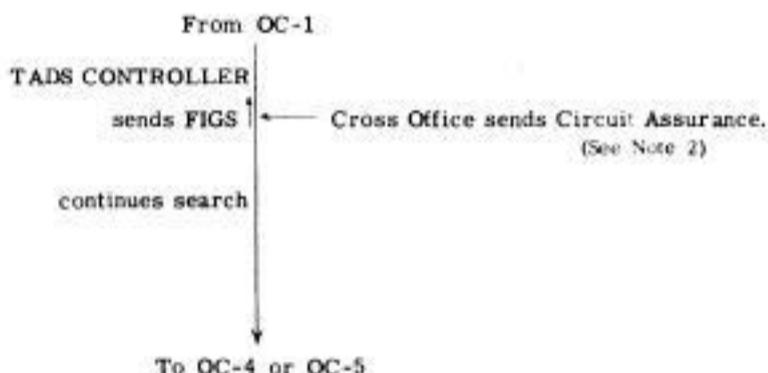 From OC-1
TADS CONTROLLER
sends FIGS
Cross Office sends Circuit Assurance.
(See Note 2)
continues search
To OC-4 or OC-5